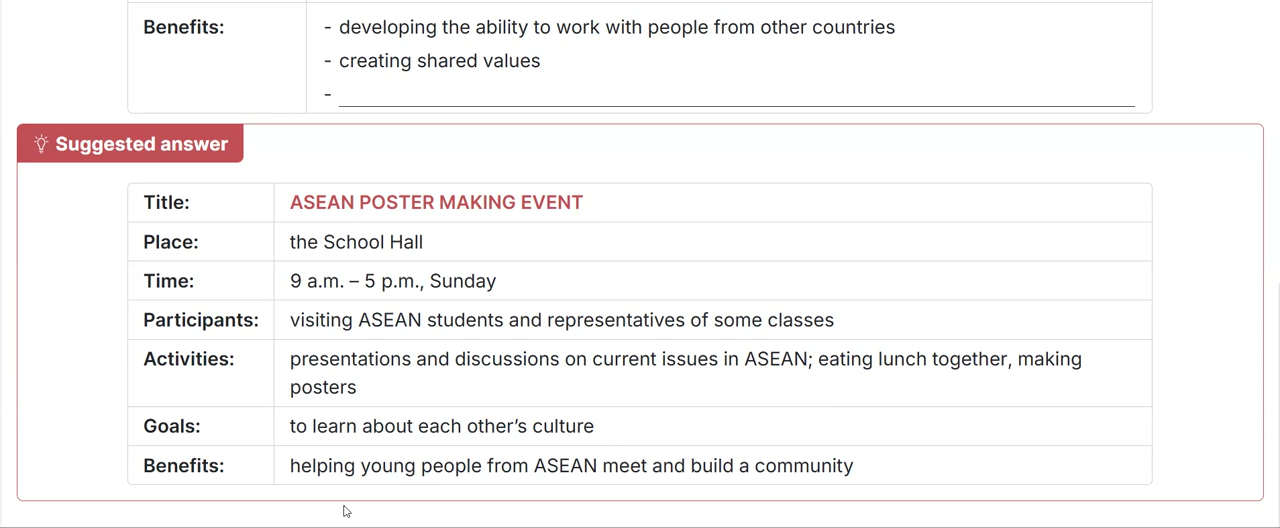 Benefits:
- developing the ability to work with people from other countries
- creating shared values
-
Suggested answer
Title: ASEAN POSTER MAKING EVENT
Place: the School Hall
Time: 9 a.m. – 5 p.m., Sunday
Participants: visiting ASEAN students and representatives of some classes
Activities: presentations and discussions on current issues in ASEAN; eating lunch together, making
posters
Goals: to learn about each other’s culture
Benefits: helping young people from ASEAN meet and build a community